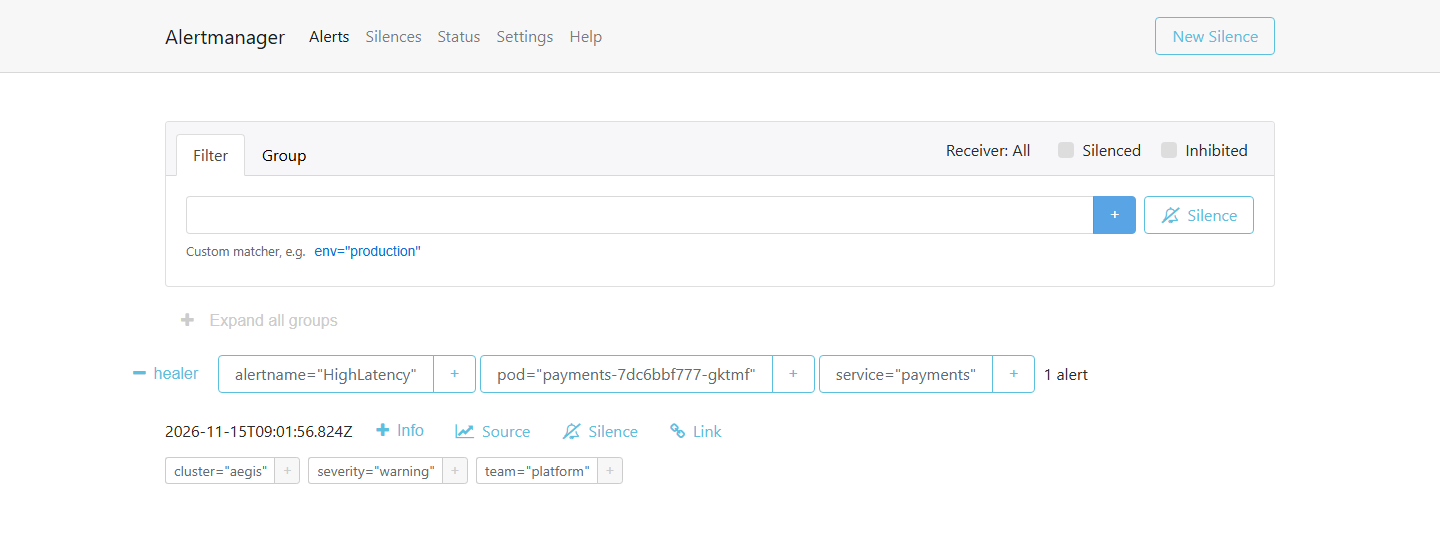 Alertmanager Alerts Silences Status Settings Help New Silence
Filter Group Receiver: All Silenced Inhibited
+ Silence
Custom matcher, e.g. env="production"
+ Expand all groups
− healer alertname="HighLatency" + pod="payments-7dc6bbf777-gktmf" + service="payments" + 1 alert
2026-11-15T09:01:56.824Z + Info Source Silence Link
cluster="aegis" + severity="warning" + team="platform" +